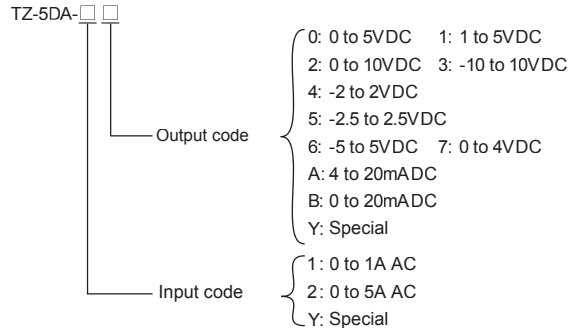 TZ-5DA-□ □
0: 0 to 5VDC 1: 1 to 5VDC
2: 0 to 10VDC 3: -10 to 10VDC
4: -2 to 2VDC
5: -2.5 to 2.5VDC
Output code
6: -5 to 5VDC 7: 0 to 4VDC
A: 4 to 20mADC
B: 0 to 20mADC
Y: Special
1: 0 to 1A AC
Input code
2: 0 to 5A AC
Y: Special